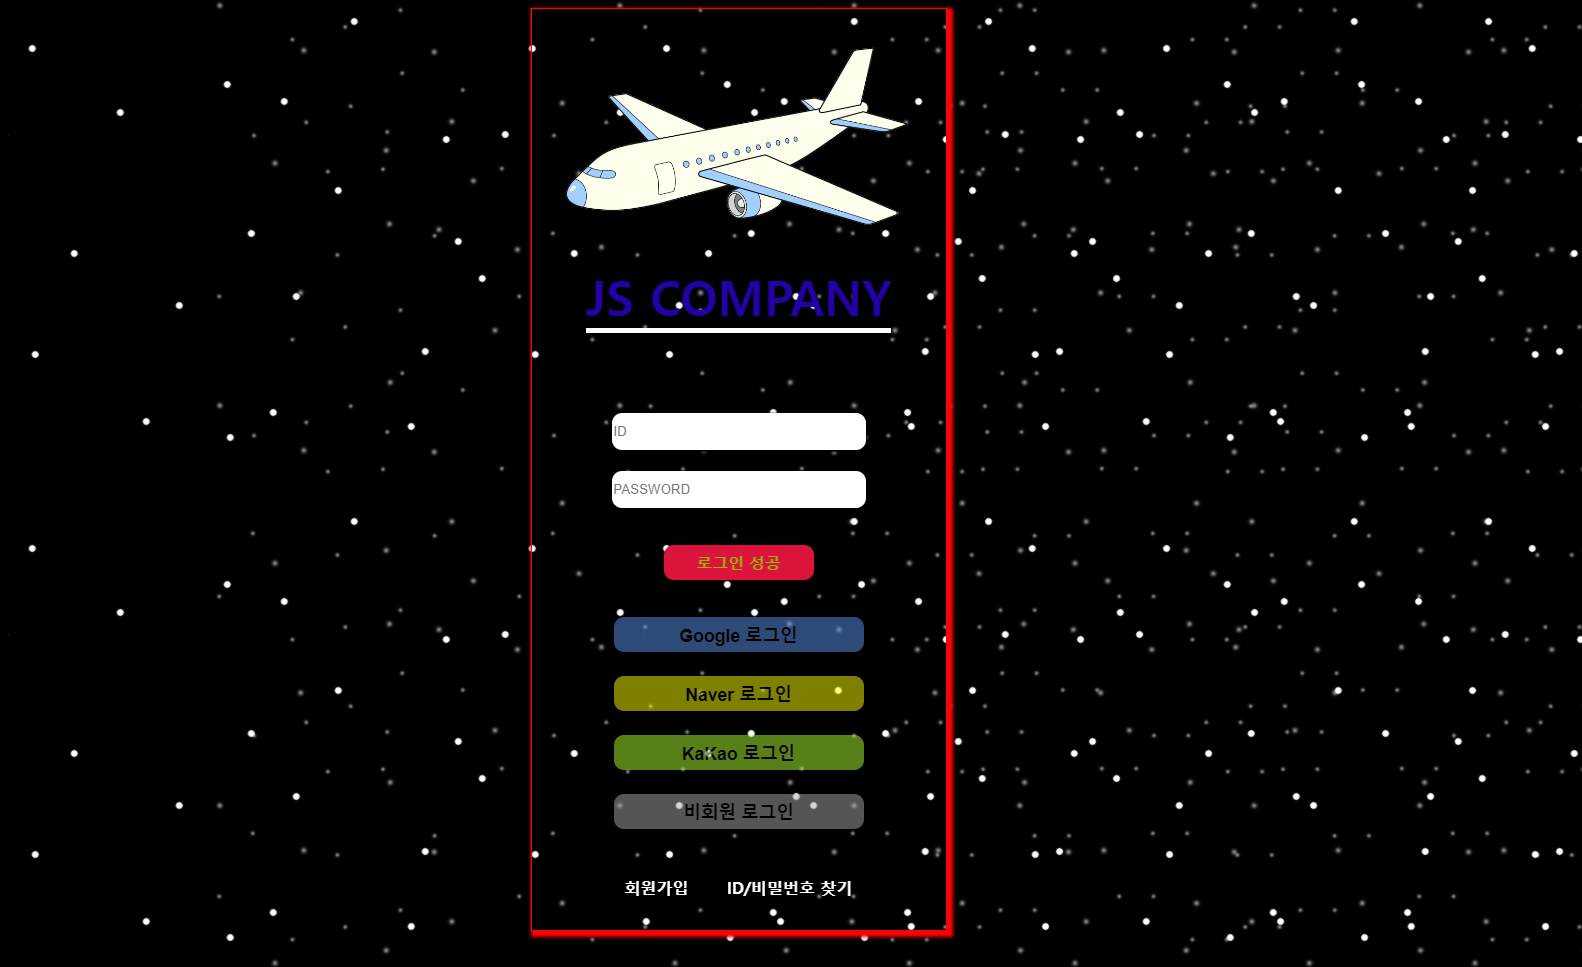 JS COMPANY
ID
PASSWORD
로그인 성공
Google 로그인
Naver 로그인
KaKao 로그인
비회원 로그인
회원가입 ID/비밀번호 찾기